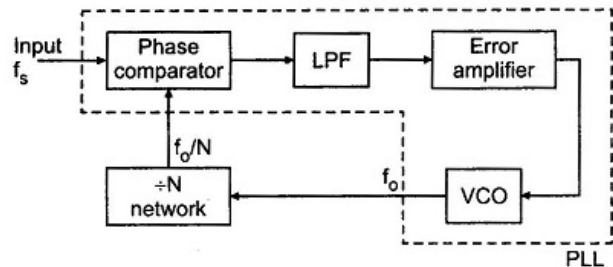 Input
fs
Phase
comparator
LPF
Error
amplifier
fo/N
÷N
network
fo
VCO
PLL